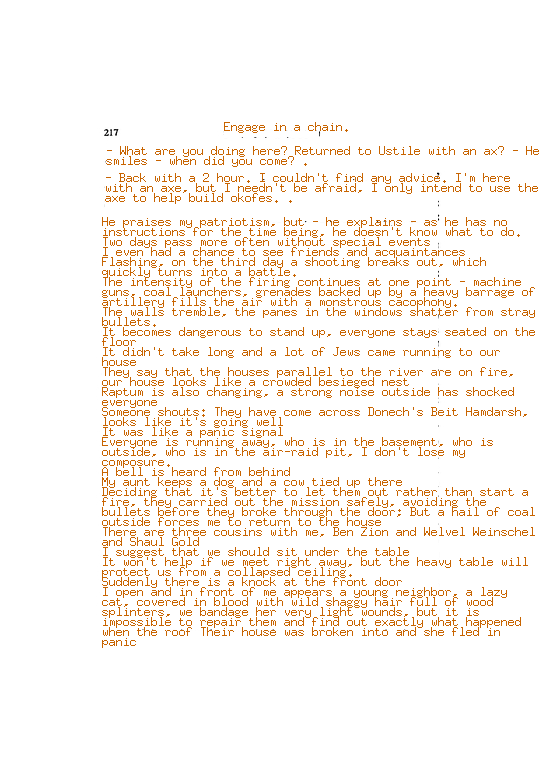 Engage in a chain.
217
- What are you doing here? Returned to Ustile with an ax? - He
smiles - when did you come? .
- Back with a 2 hour. I couldn't find any advice. I'm here
with an axe, but I needn't be afraid, I only intend to use the
axe to help build okofes. .
He praises my patriotism, but - he explains - as he has no
instructions for the time being, he doesn't know what to do.
Two days pass more often without special events
I even had a chance to see friends and acquaintances
Flashing, on the third day a shooting breaks out, which
quickly turns into a battle.
The intensity of the firing continues at one point - machine
guns, coal launchers, grenades backed up by a heavy barrage of
artillery fills the air with a monstrous cacophony.
The walls tremble, the panes in the windows shatter from stray
bullets.
It becomes dangerous to stand up, everyone stays seated on the
floor
It didn't take long and a lot of Jews came running to our
house
They say that the houses parallel to the river are on fire,
our house looks like a crowded besieged nest
Raptum is also changing, a strong noise outside has shocked
everyone
Someone shouts: They have come across Donech's Beit Hamdarsh,
looks like it's going well
It was like a panic signal
Everyone is running away, who is in the basement, who is
outside, who is in the air-raid pit, I don't lose my
composure.
A bell is heard from behind
My aunt keeps a dog and a cow tied up there
Deciding that it's better to let them out rather than start a
fire, they carried out the mission safely, avoiding the
bullets before they broke through the door; But a hail of coal
outside forces me to return to the house
There are three cousins with me, Ben Zion and Welvel Weinschel
and Shaul Gold
I suggest that we should sit under the table
It won't help if we meet right away, but the heavy table will
protect us from a collapsed ceiling.
Suddenly there is a knock at the front door
I open and in front of me appears a young neighbor, a lazy
cat, covered in blood with wild shaggy hair full of wood
splinters, we bandage her very light wounds, but it is
impossible to repair them and find out exactly what happened
when the roof Their house was broken into and she fled in
panic